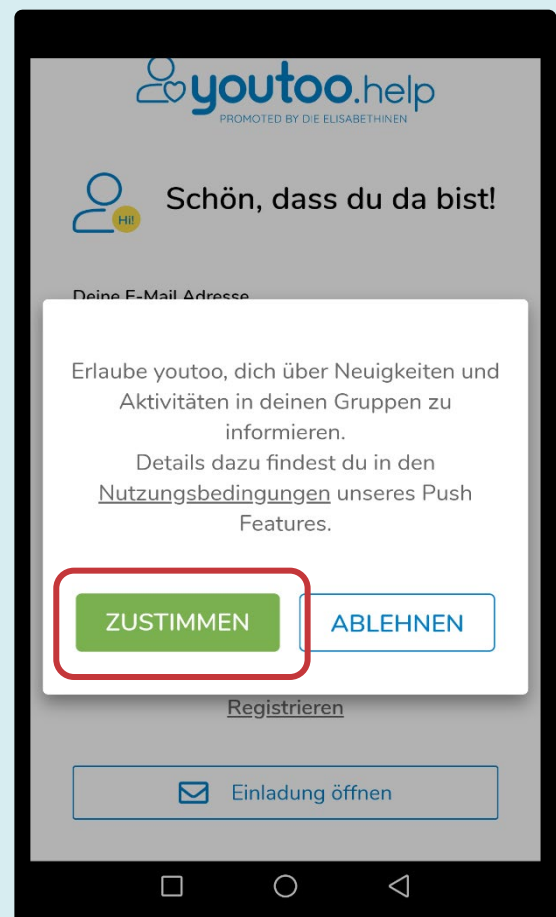 youtoo.help
PROMOTED BY DIE ELISABETHINEN
Hi!
Schön, dass du da bist!
Deine E-Mail Adresse
Erlaube youtoo, dich über Neuigkeiten und
Aktivitäten in deinen Gruppen zu
informieren.
Details dazu findest du in den
Nutzungsbedingungen unseres Push
Features.
ZUSTIMMEN
ABLEHNEN
Registrieren
Einladung öffnen